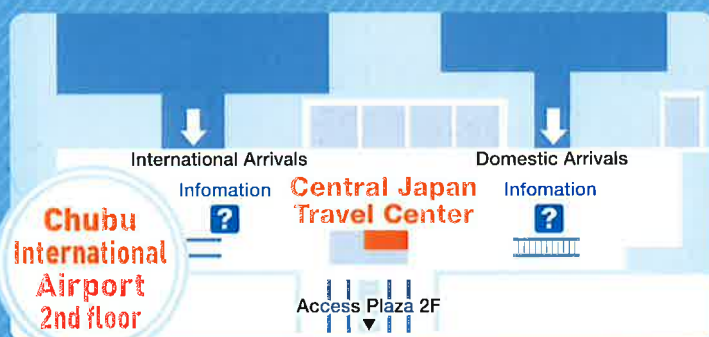 International Arrivals
Domestic Arrivals
Infomation
Central Japan
Travel Center
Infomation
?
?
Chubu
International
Airport
2nd floor
Access Plaza 2F